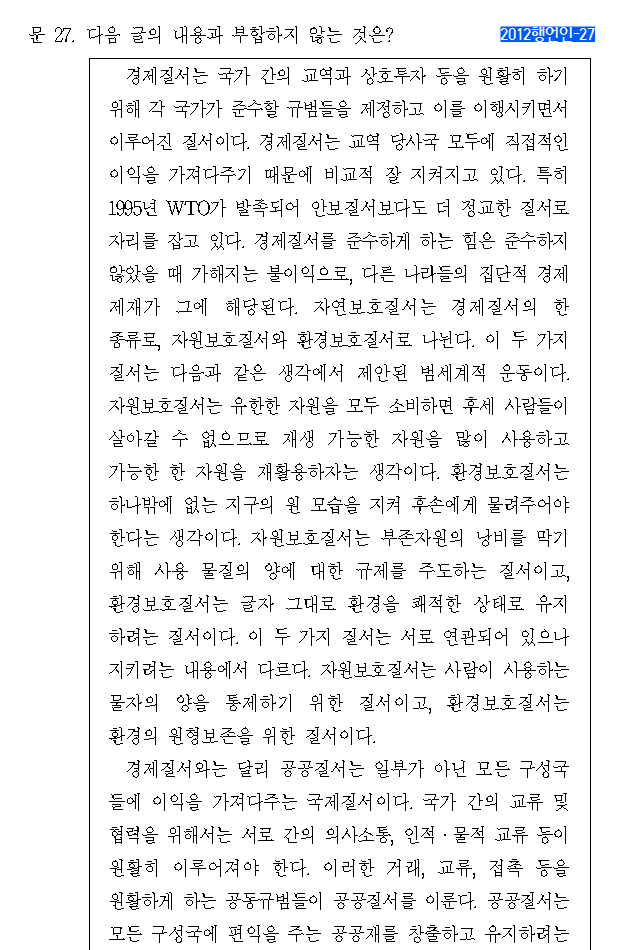 문 27. 다음 글의 내용과 부합하지 않는 것은?
2012행언인-27
경제질서는 국가 간의 교역과 상호투자 등을 원활히 하기
위해 각 국가가 준수할 규범들을 제정하고 이를 이행시키면서
이루어진 질서이다. 경제질서는 교역 당사국 모두에 직접적인
이익을 가져다주기 때문에 비교적 잘 지켜지고 있다. 특히
1995년 WTO가 발족되어 안보질서보다도 더 정교한 질서로
자리를 잡고 있다. 경제질서를 준수하게 하는 힘은 준수하지
않았을 때 가해지는 불이익으로, 다른 나라들의 집단적 경제
제재가 그에 해당된다. 자연보호질서는 경제질서의 한
종류로, 자원보호질서와 환경보호질서로 나뉜다. 이 두 가지
질서는 다음과 같은 생각에서 제안된 범세계적 운동이다.
자원보호질서는 유한한 자원을 모두 소비하면 후세 사람들이
살아갈 수 없으므로 재생 가능한 자원을 많이 사용하고
가능한 한 자원을 재활용하자는 생각이다. 환경보호질서는
하나밖에 없는 지구의 원 모습을 지켜 후손에게 물려주어야
한다는 생각이다. 자원보호질서는 부존자원의 낭비를 막기
위해 사용 물질의 양에 대한 규제를 주도하는 질서이고,
환경보호질서는 글자 그대로 환경을 쾌적한 상태로 유지
하려는 질서이다. 이 두 가지 질서는 서로 연관되어 있으나
지키려는 내용에서 다르다. 자원보호질서는 사람이 사용하는
물자의 양을 통제하기 위한 질서이고, 환경보호질서는
환경의 원형보존을 위한 질서이다.
경제질서와는 달리 공공질서는 일부가 아닌 모든 구성국
들에 이익을 가져다주는 국제질서이다. 국가 간의 교류 및
협력을 위해서는 서로 간의 의사소통, 인적·물적 교류 등이
원활히 이루어져야 한다. 이러한 거래, 교류, 접촉 등을
원활하게 하는 공동규범들이 공공질서를 이룬다. 공공질서는
모든 구성국에 편익을 주는 공공재를 창출하고 유지하려는